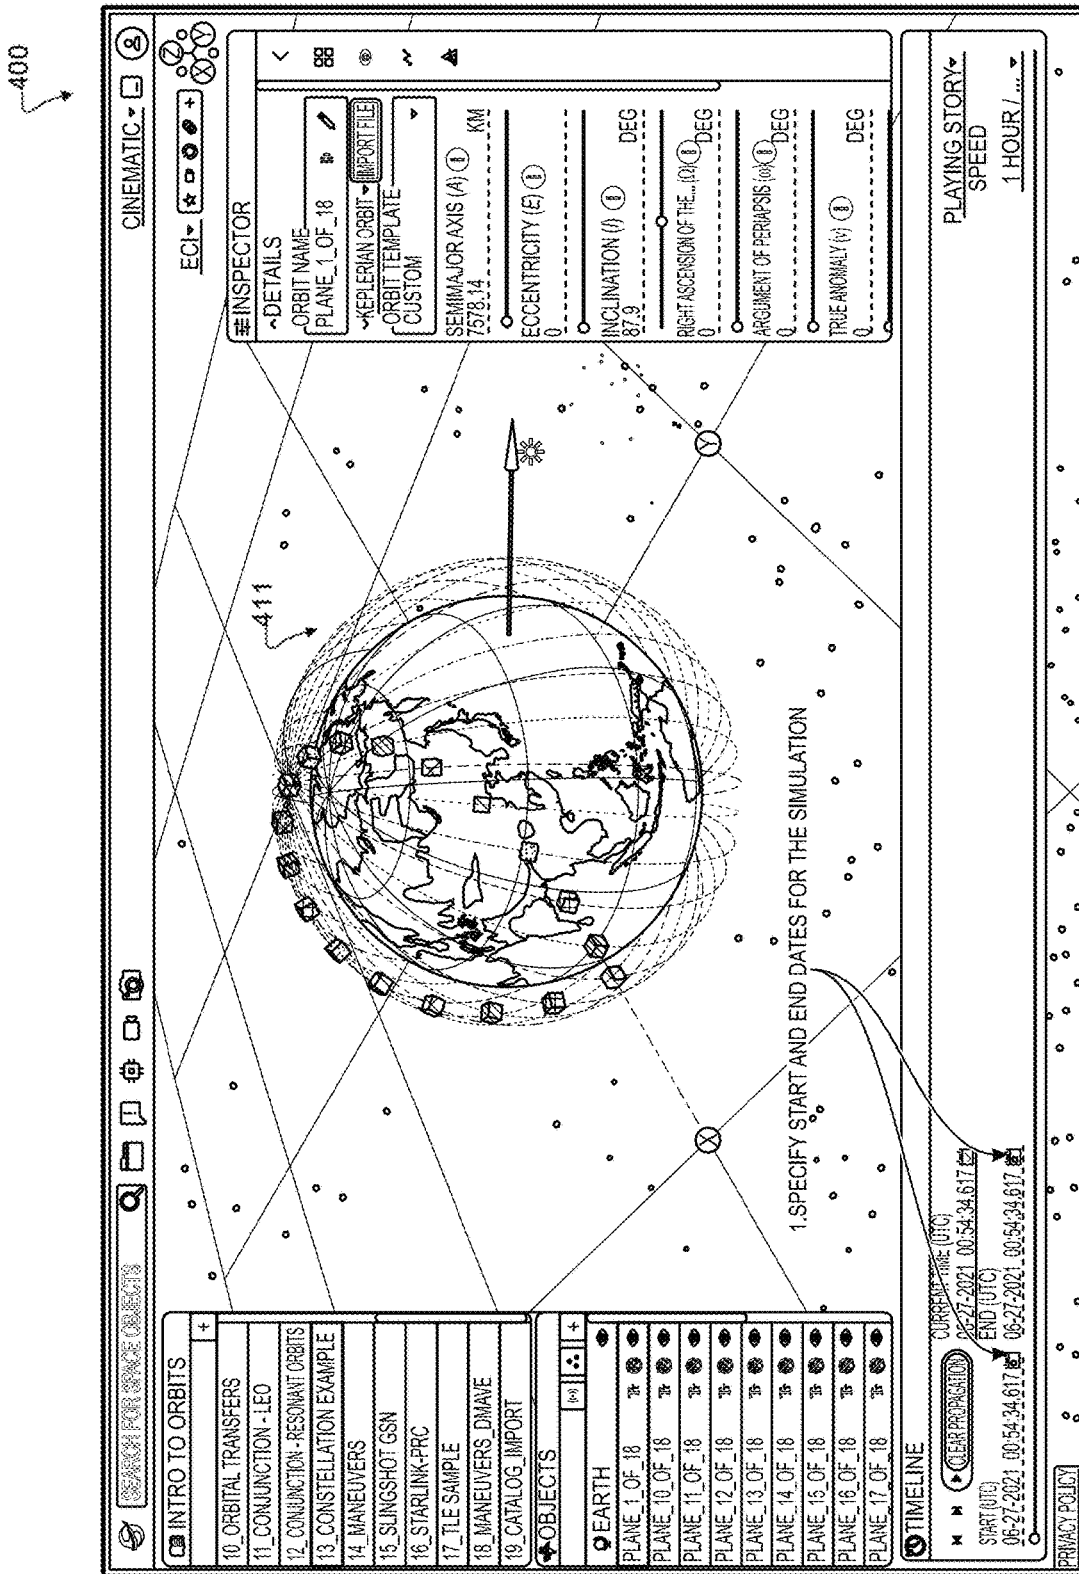 400
SEARCH FOR SPACE OBJECTS
CINEMATIC
INTRO TO ORBITS
+
10_ORBITAL TRANSFERS
11_CONJUNCTION - LEO
12_CONJUNCTION - RESONANT ORBITS
13_CONSTELLATION EXAMPLE
14_MANEUVERS
15_SLINGSHOT GSN
16_STARLINK-PRC
17_TLE SAMPLE
18_MANEUVERS_DMAVE
19_CATALOG_IMPORT
OBJECTS
+
EARTH
PLANE_1_OF_18
PLANE_10_OF_18
PLANE_11_OF_18
PLANE_12_OF_18
PLANE_13_OF_18
PLANE_14_OF_18
PLANE_15_OF_18
PLANE_16_OF_18
PLANE_17_OF_18
411
X
Y
1.SPECIFY START AND END DATES FOR THE SIMULATION
ECI
+
Z
X
Y
INSPECTOR
DETAILS
ORBIT NAME
PLANE_1_OF_18
KEPLERIAN ORBIT
IMPORT FILE
ORBIT TEMPLATE
CUSTOM
SEMIMAJOR AXIS (A)
7578.14 KM
ECCENTRICITY (E)
0
INCLINATION (I)
87.9 DEG
RIGHT ASCENSION OF THE... (Ω)
0 DEG
ARGUMENT OF PERIAPSIS (ω)
0 DEG
TRUE ANOMALY (v)
0 DEG
TIMELINE
CLEAR PROPAGATION
CURRENT TIME (UTC)
06-27-2021 00:54:34.617
START (UTC)
06-27-2021 00:54:34.617
END (UTC)
06-27-2021 00:54:34.617
PLAYING STORY
SPEED
1 HOUR / ...
PRIVACY POLICY